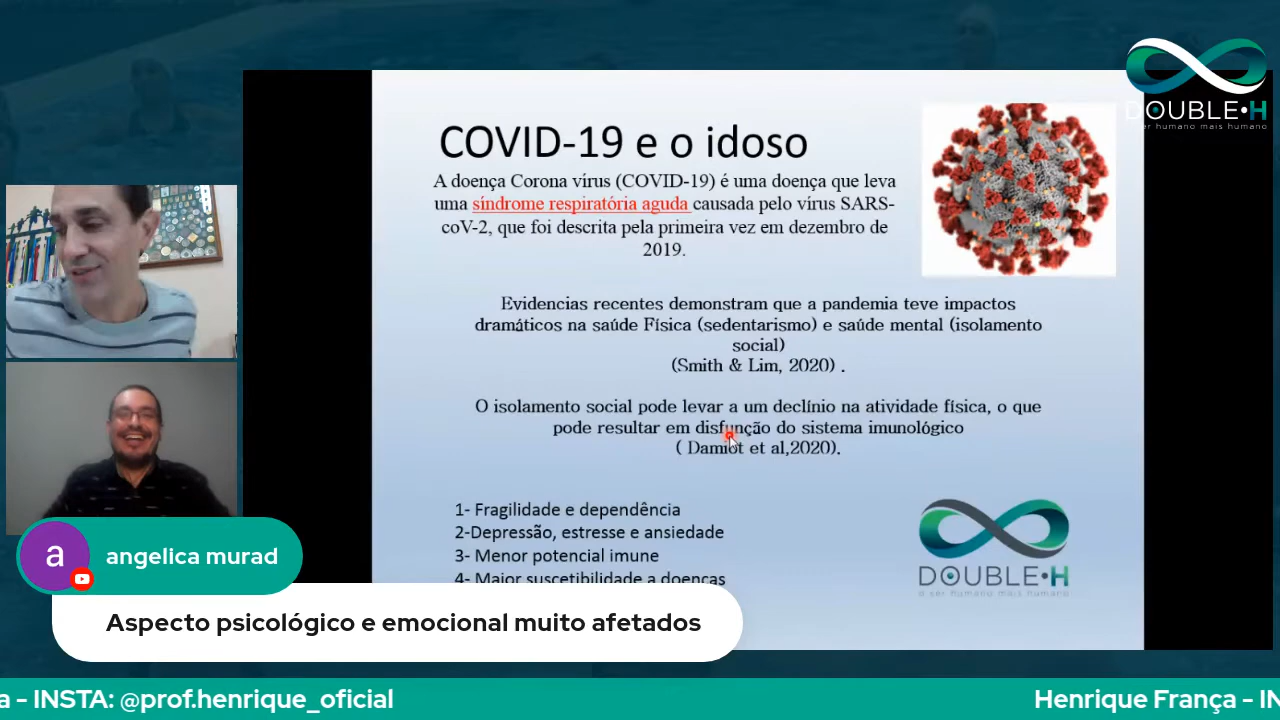 DOUBLE•H
o ser humano mais humano
COVID-19 e o idoso
A doença Corona vírus (COVID-19) é uma doença que leva
uma síndrome respiratória aguda causada pelo vírus SARS-
coV-2, que foi descrita pela primeira vez em dezembro de
2019.
Evidencias recentes demonstram que a pandemia teve impactos
dramáticos na saúde Física (sedentarismo) e saúde mental (isolamento
social)
(Smith & Lim, 2020) .
O isolamento social pode levar a um declínio na atividade física, o que
pode resultar em disfunção do sistema imunológico
( Damiot et al,2020).
1- Fragilidade e dependência
2-Depressão, estresse e ansiedade
3- Menor potencial imune
4- Maior suscetibilidade a doenças
DOUBLE•H
o ser humano mais humano
a
angelica murad
Aspecto psicológico e emocional muito afetados
a - INSTA: @prof.henrique_oficial
Henrique França - IN